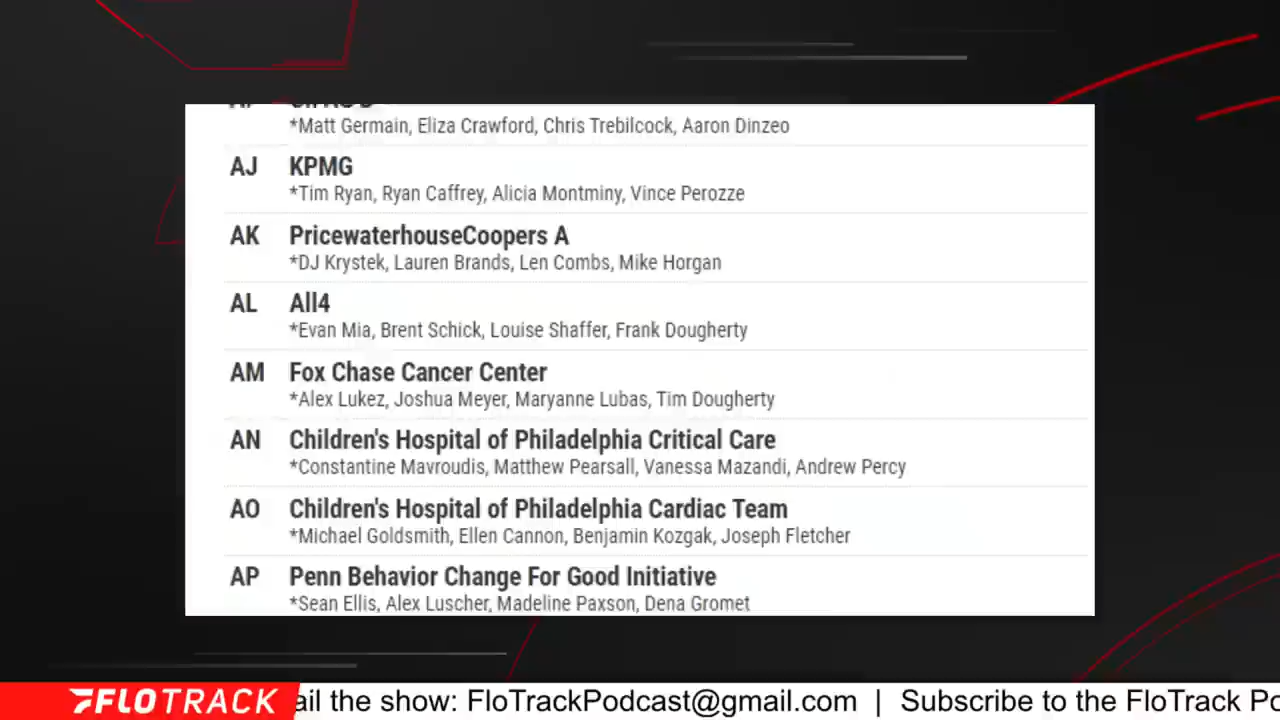 *Matt Germain, Eliza Crawford, Chris Trebilcock, Aaron Dinzeo
AJ KPMG
*Tim Ryan, Ryan Caffrey, Alicia Montminy, Vince Perozze
AK PricewaterhouseCoopers A
*DJ Krystek, Lauren Brands, Len Combs, Mike Horgan
AL All4
*Evan Mia, Brent Schick, Louise Shaffer, Frank Dougherty
AM Fox Chase Cancer Center
*Alex Lukez, Joshua Meyer, Maryanne Lubas, Tim Dougherty
AN Children's Hospital of Philadelphia Critical Care
*Constantine Mavroudis, Matthew Pearsall, Vanessa Mazandi, Andrew Percy
AO Children's Hospital of Philadelphia Cardiac Team
*Michael Goldsmith, Ellen Cannon, Benjamin Kozgak, Joseph Fletcher
AP Penn Behavior Change For Good Initiative
*Sean Ellis, Alex Luscher, Madeline Paxson, Dena Gromet
FLOTRACK ail the show: FloTrackPodcast@gmail.com | Subscribe to the FloTrack Po